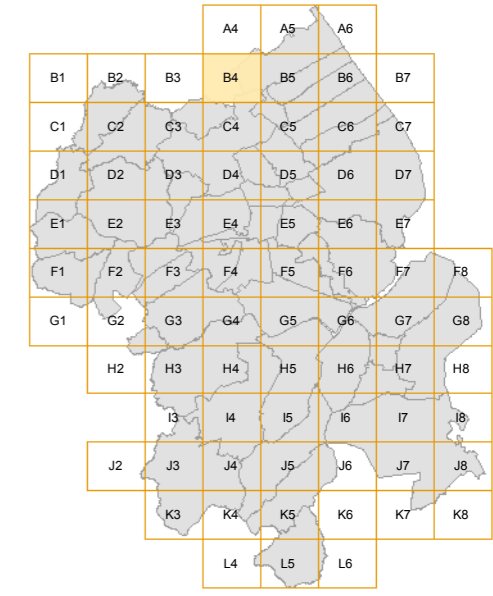 A4 A5 A6
B1 B2 B3 B4 B5 B6 B7
C1 C2 C3 C4 C5 C6 C7
D1 D2 D3 D4 D5 D6 D7
E1 E2 E3 E4 E5 E6 E7
F1 F2 F3 F4 F5 F6 F7 F8
G1 G2 G3 G4 G5 G6 G7 G8
H2 H3 H4 H5 H6 H7 H8
I3 I4 I5 I6 I7 I8
J2 J3 J4 J5 J6 J7 J8
K3 K4 K5 K6 K7 K8
L4 L5 L6